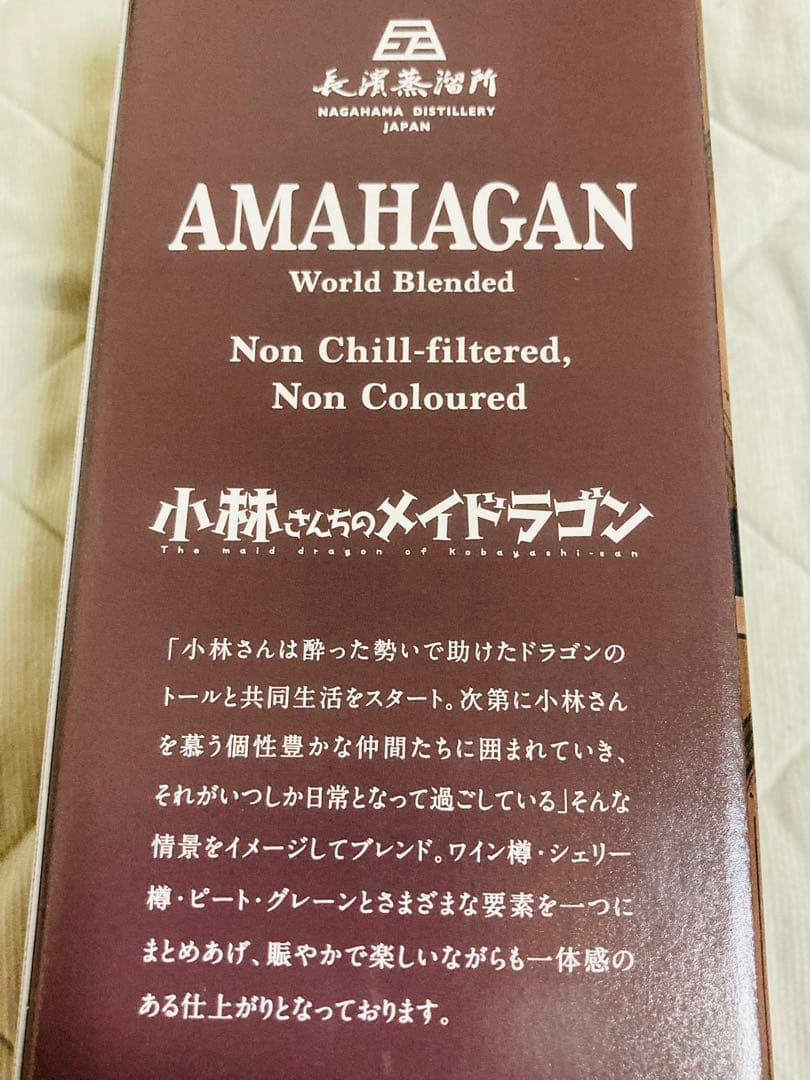 長濱蒸溜所
NAGAHAMA DISTILLERY
JAPAN
AMAHAGAN
World Blended
Non Chill-filtered,
Non Coloured
小林さんちのメイドラゴン
The maid dragon of Kobayashi-san
「小林さんは酔った勢いで助けたドラゴンの
トールと共同生活をスタート。次第に小林さん
を慕う個性豊かな仲間たちに囲まれていき、
それがいつしか日常となって過ごしている」そんな
情景をイメージしてブレンド。ワイン樽・シェリー
樽・ピート・グレーンとさまざまな要素を一つに
まとめあげ、賑やかで楽しいながらも一体感の
ある仕上がりとなっております。